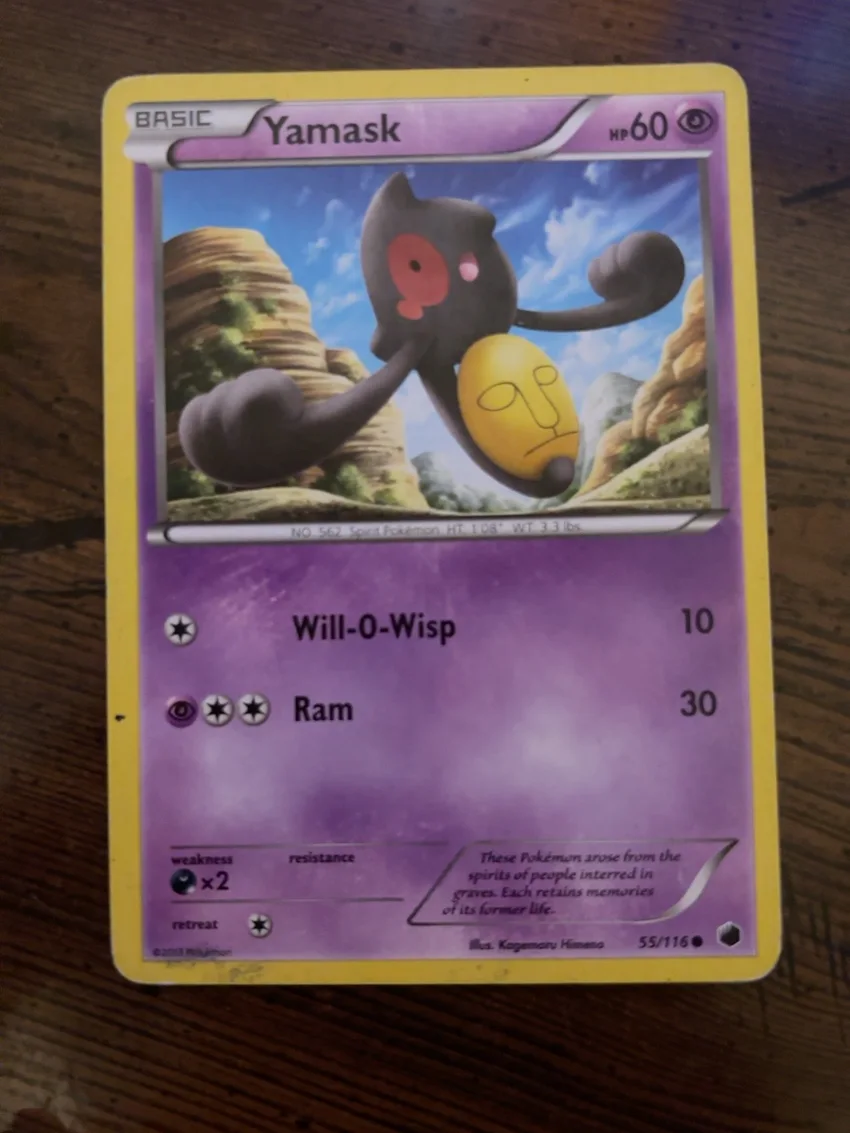 BASIC
Yamask
HP60
NO. 562 Spirit Pokémon HT: 1'08" WT: 3.3 lbs.
Will-O-Wisp 10
Ram 30
weakness resistance
×2
These Pokémon arose from the
spirits of people interred in
graves. Each retains memories
of its former life.
retreat
©2013 Pokémon
Illus. Kagemaru Himeno 55/116